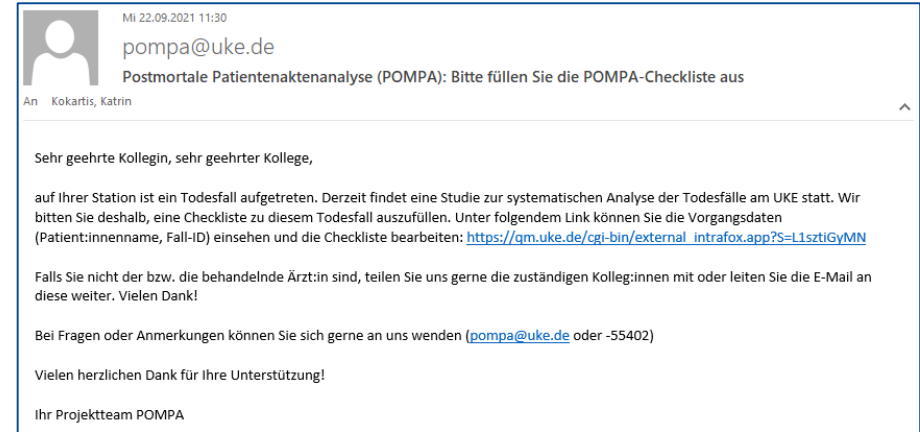 Mi 22.09.2021 11:30
pompa@uke.de
Postmortale Patientenaktenanalyse (POMPA): Bitte füllen Sie die POMPA-Checkliste aus
An Kokartis, Katrin
Sehr geehrte Kollegin, sehr geehrter Kollege,
auf Ihrer Station ist ein Todesfall aufgetreten. Derzeit findet eine Studie zur systematischen Analyse der Todesfälle am UKE statt. Wir
bitten Sie deshalb, eine Checkliste zu diesem Todesfall auszufüllen. Unter folgendem Link können Sie die Vorgangsdaten
(Patient:innenname, Fall-ID) einsehen und die Checkliste bearbeiten: https://qm.uke.de/cgi-bin/external_intrafox.app?S=L1sztiGyMN
Falls Sie nicht der bzw. die behandelnde Ärzt:in sind, teilen Sie uns gerne die zuständigen Kolleg:innen mit oder leiten Sie die E-Mail an
diese weiter. Vielen Dank!
Bei Fragen oder Anmerkungen können Sie sich gerne an uns wenden (pompa@uke.de oder -55402)
Vielen herzlichen Dank für Ihre Unterstützung!
Ihr Projektteam POMPA